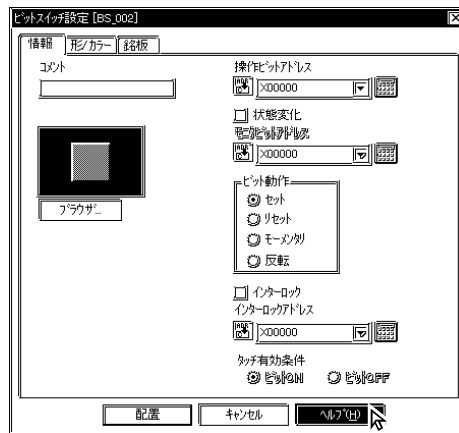 ビットスイッチ設定 [BS_002]
情報 形/カラー 銘板
コメント
操作ビットアドレス
X00000
状態変化
モニタビットアドレス
X00000
ビット動作
セット
リセット
モーメンタリ
反転
ブラウザ...
インターロック
インターロックアドレス
X00000
タッチ有効条件
ビットON ビットOFF
配置 キャンセル ヘルプ(H)